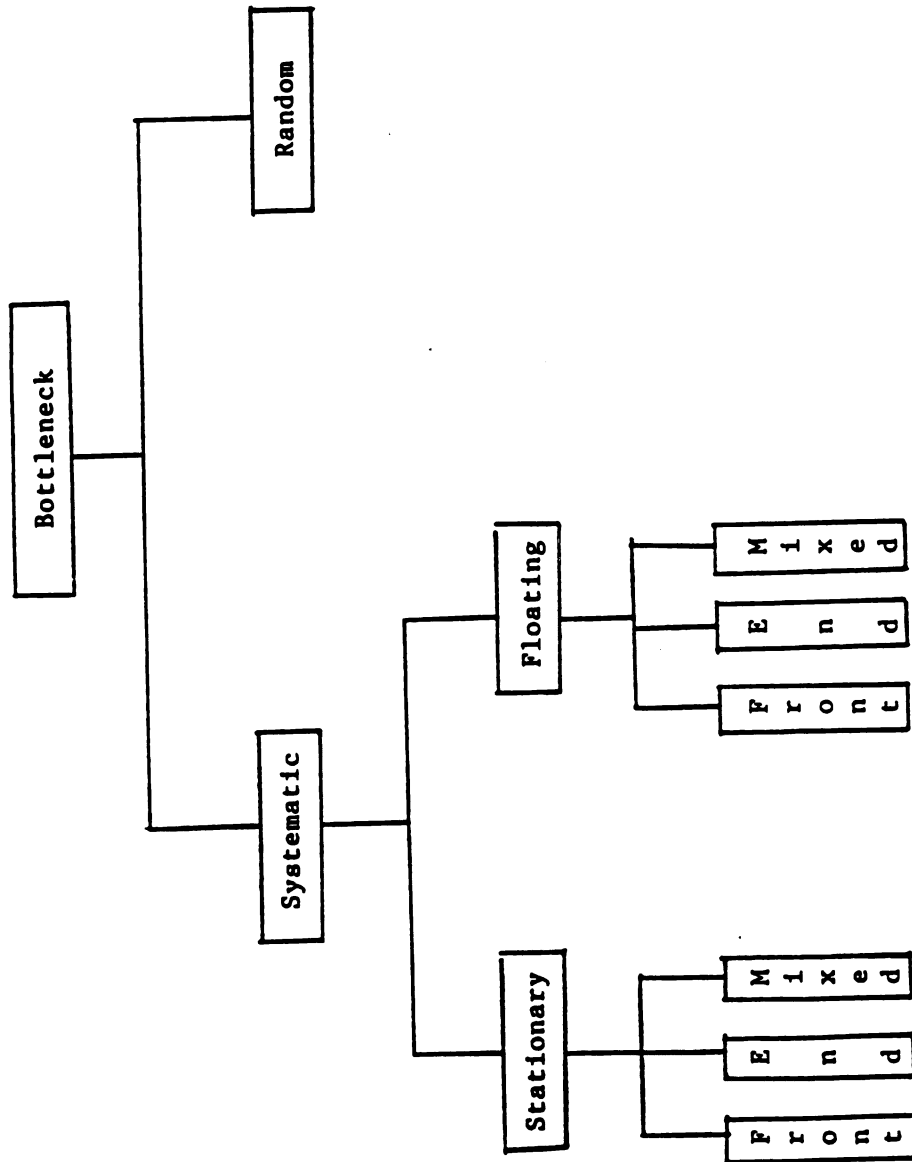 Bottleneck
Systematic
Random
Stationary
Floating
Front
End
Mixed
Front
End
Mixed